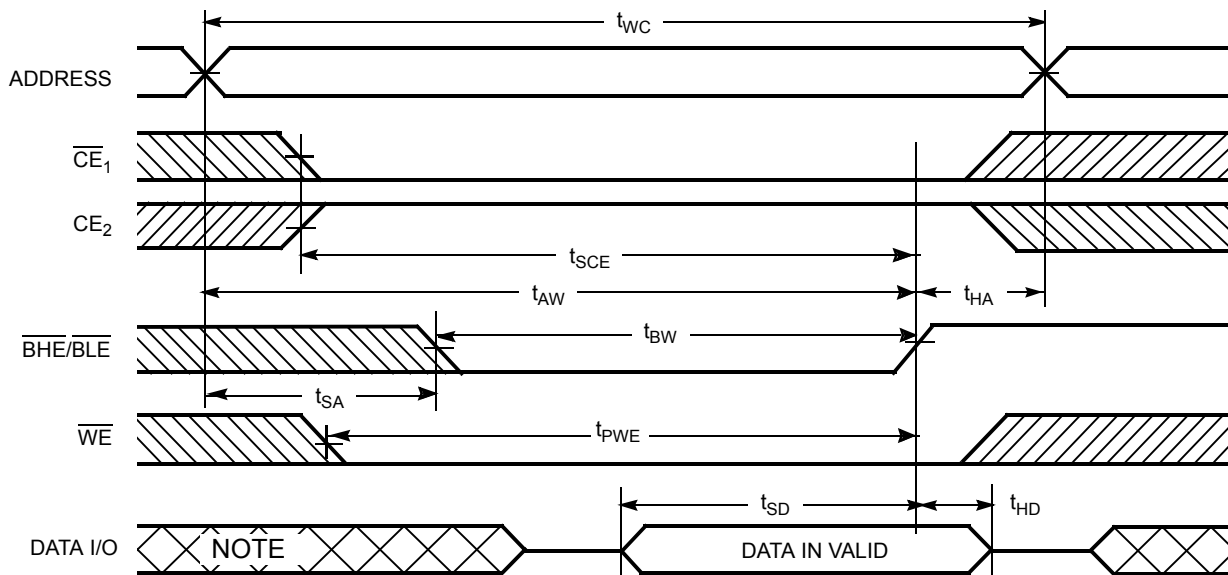 tWC
ADDRESS
CE1
CE2
tSCE
tAW
tHA
BHE/BLE
tBW
tSA
WE
tPWE
tSD
tHD
DATA I/O
NOTE
DATA IN VALID